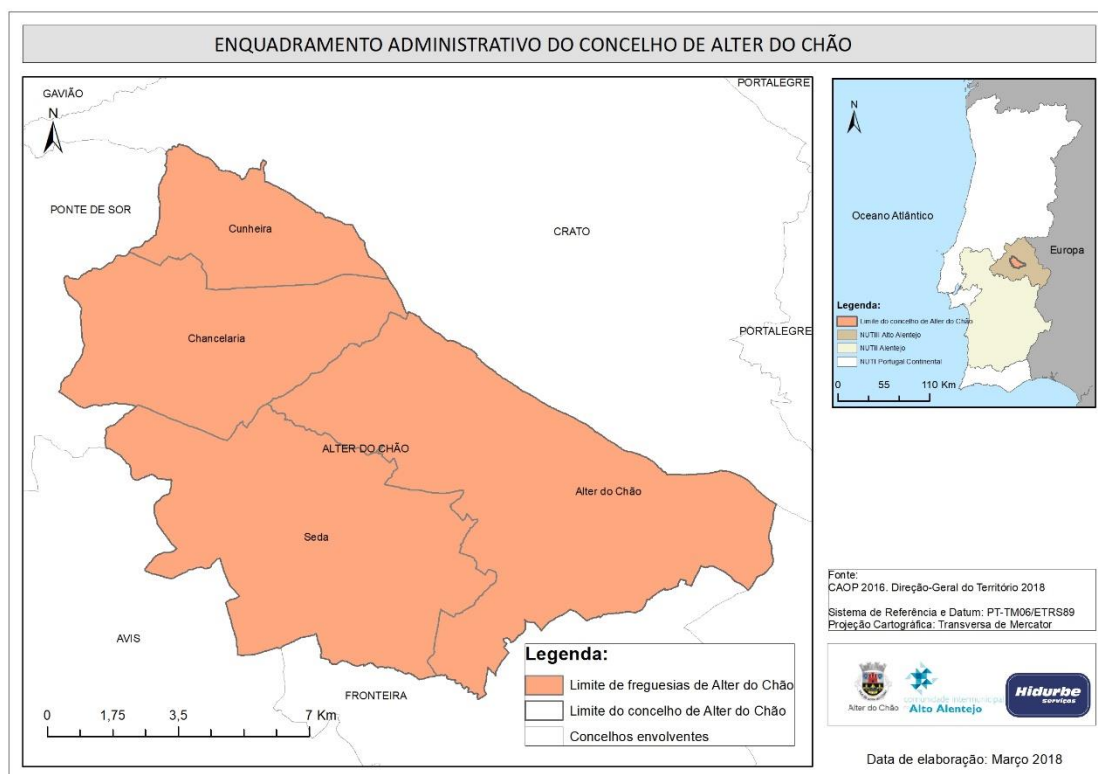 ENQUADRAMENTO ADMINISTRATIVO DO CONCELHO DE ALTER DO CHÃO
GAVIÃO
PORTALEGRE
N
PONTE DE SOR
Cunheira
CRATO
Chancelaria
PORTALEGRE
ALTER DO CHÃO
Alter do Chão
Seda
AVIS
FRONTEIRA
0 1,75 3,5 7 Km
Legenda:
Limite de freguesias de Alter do Chão
Limite do concelho de Alter do Chão
Concelhos envolventes
N
Oceano Atlântico
Europa
Legenda:
Limite do concelho de Alter do Chão
NUTIII Alto Alentejo
NUTII Alentejo
NUTI Portugal Continental
0 55 110 Km
Fonte:
CAOP 2016. Direção-Geral do Território 2018
Sistema de Referência e Datum: PT-TM06/ETRS89
Projeção Cartográfica: Transversa de Mercator
Alter do Chão
comunidade intermunicipal
Alto Alentejo
Hidurbe
serviços
Data de elaboração: Março 2018